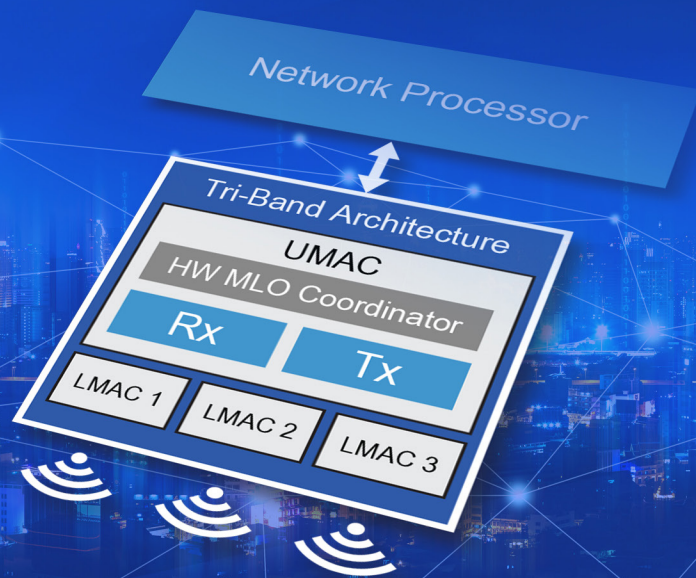 Network Processor
Tri-Band Architecture
UMAC
HW MLO Coordinator
Rx
Tx
LMAC 1
LMAC 2
LMAC 3